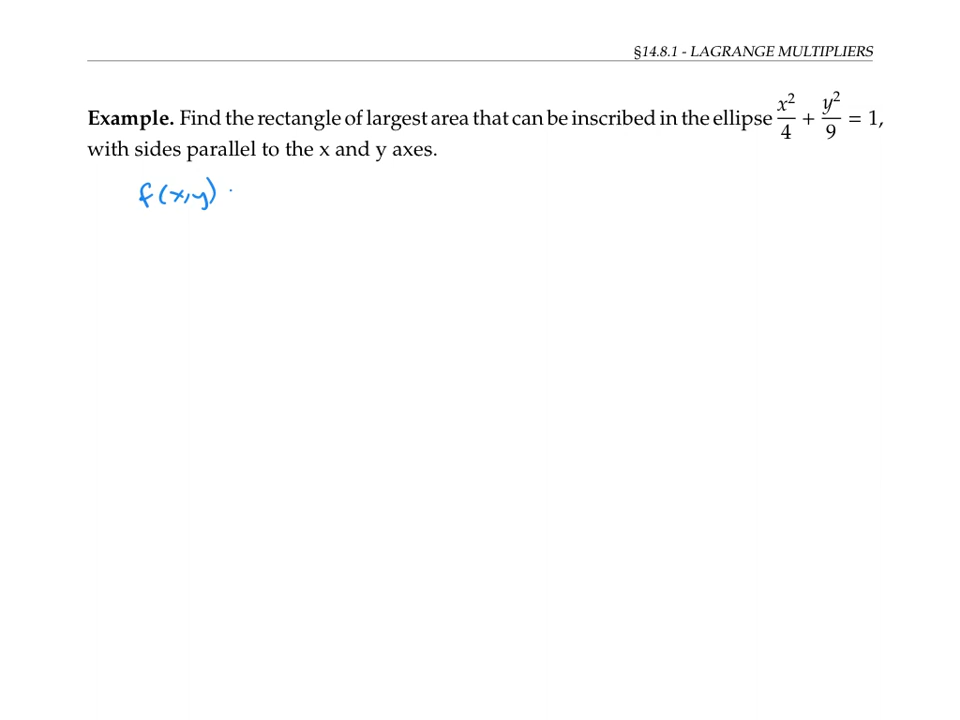 §14.8.1 - LAGRANGE MULTIPLIERS
Example. Find the rectangle of largest area that can be inscribed in the ellipse x²/4 + y²/9 = 1,
with sides parallel to the x and y axes.
f(x,y)